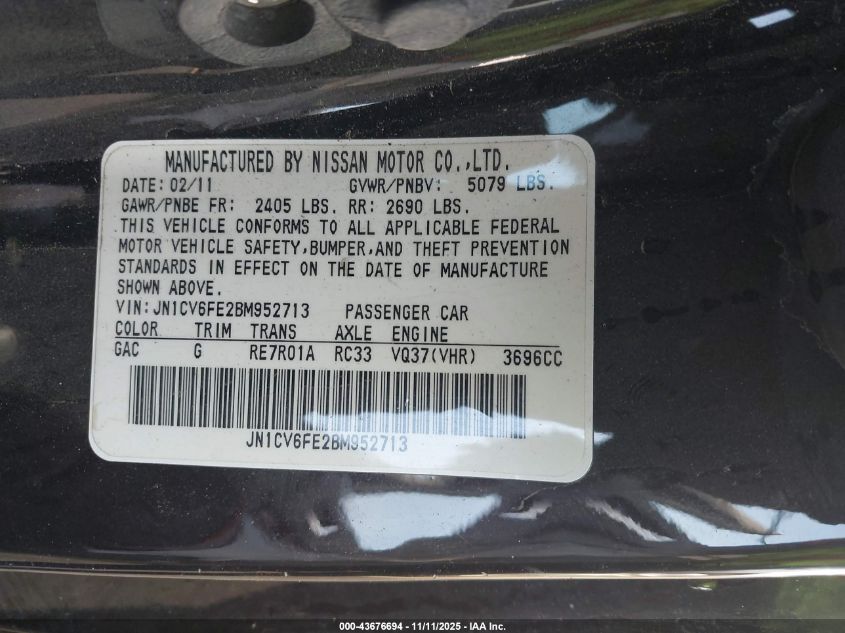 MANUFACTURED BY NISSAN MOTOR CO.,LTD.
DATE: 02/11 GVWR/PNBV: 5079 LBS.
GAWR/PNBE FR: 2405 LBS. RR: 2690 LBS.
THIS VEHICLE CONFORMS TO ALL APPLICABLE FEDERAL
MOTOR VEHICLE SAFETY,BUMPER,AND THEFT PREVENTION
STANDARDS IN EFFECT ON THE DATE OF MANUFACTURE
SHOWN ABOVE.
VIN:JN1CV6FE2BM952713 PASSENGER CAR
COLOR TRIM TRANS AXLE ENGINE
GAC G RE7R01A RC33 VQ37(VHR) 3696CC
JN1CV6FE2BM952713
000-43676694 - 11/11/2025 - IAA Inc.